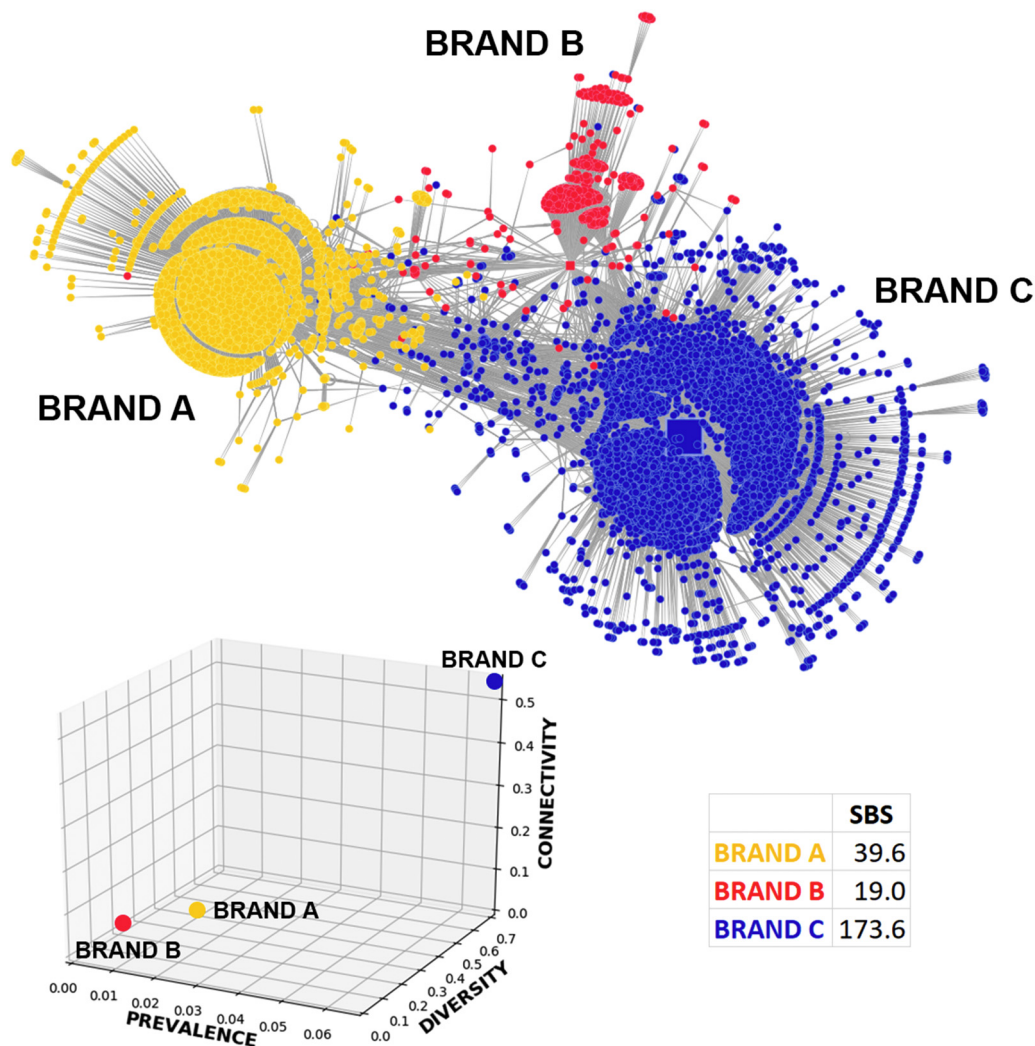 BRAND B
BRAND C
BRAND A
BRAND C
0.5
0.4
0.3
0.2
0.1
0.0
CONNECTIVITY
BRAND A
BRAND B
0.00
0.01
0.02
0.03
0.04
0.05
0.06
PREVALENCE
0.0
0.1
0.2
0.3
0.4
0.5
0.6
0.7
DIVERSITY
SBS
BRAND A 39.6
BRAND B 19.0
BRAND C 173.6